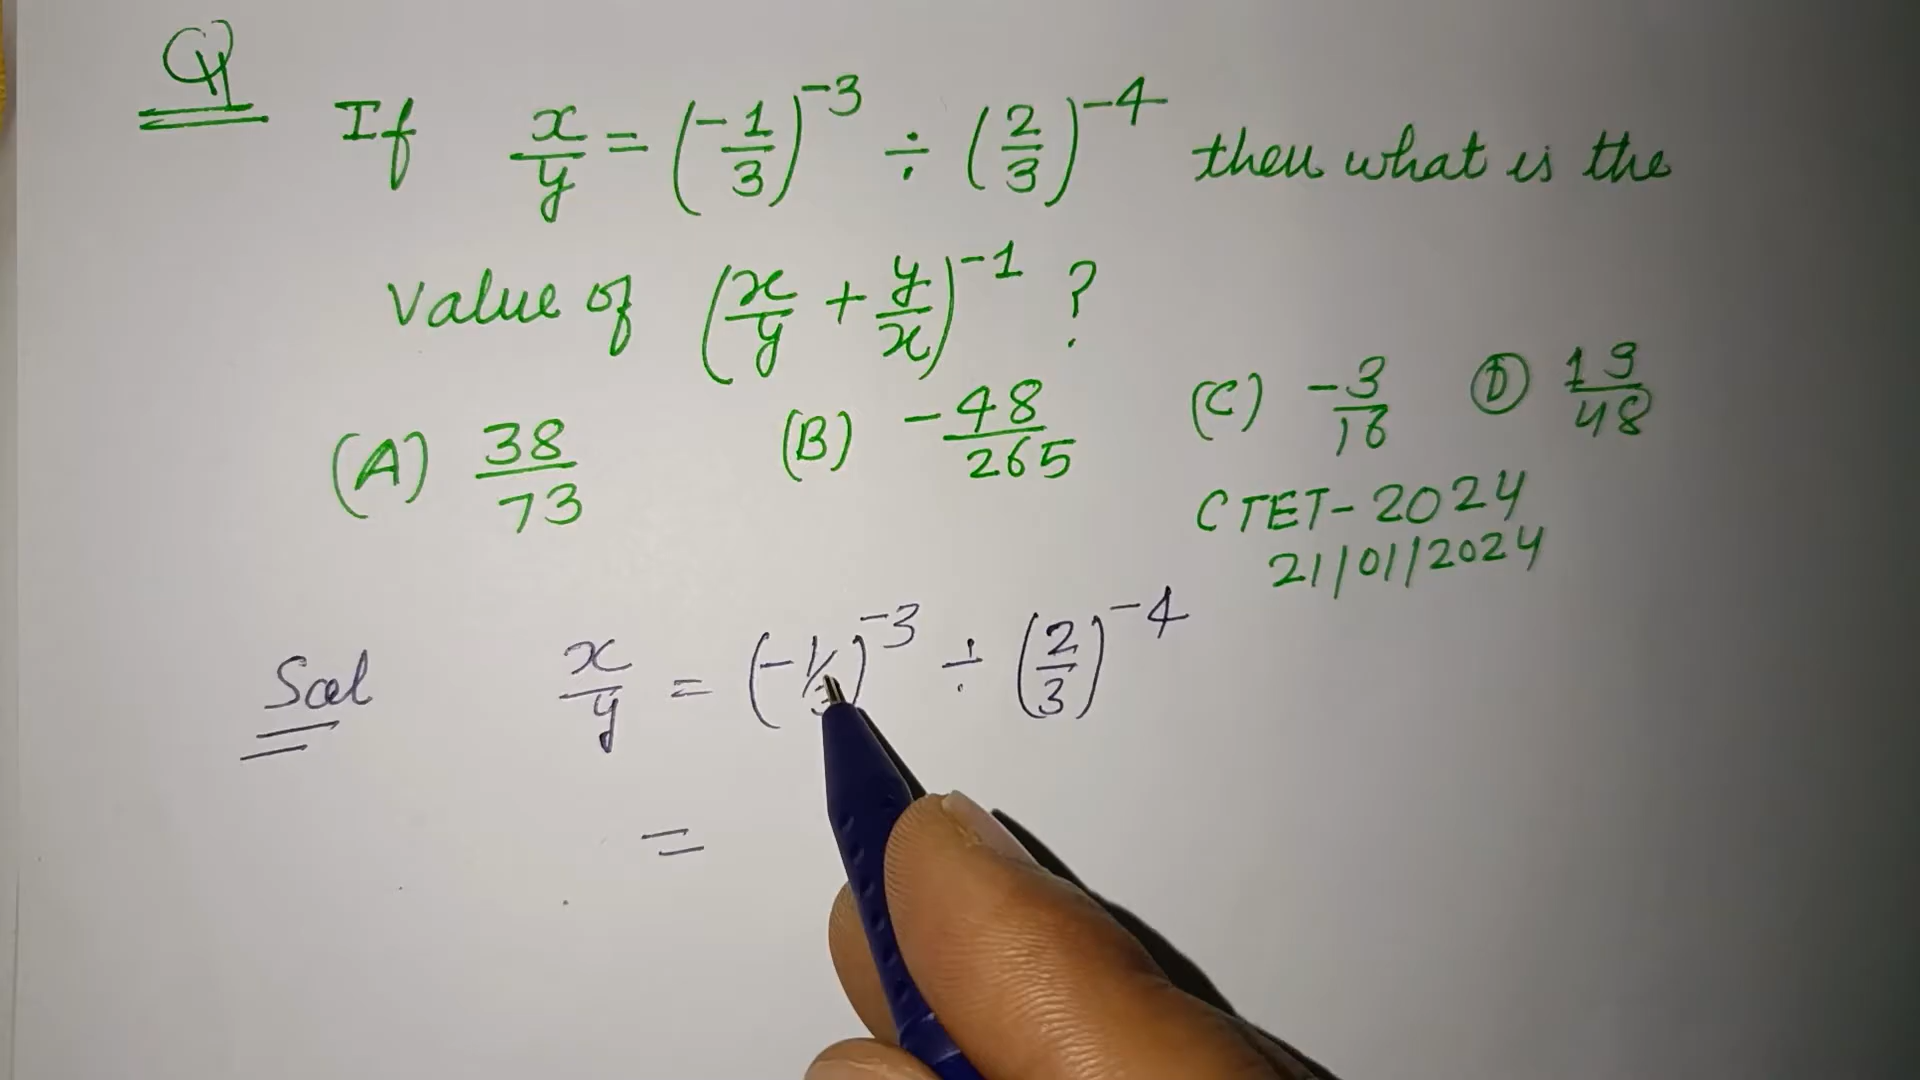 Q
If x/y = (-1/3)^-3 ÷ (2/3)^-4 then what is the
value of (x/y + y/x)^-1 ?
(A) 38/73 (B) -48/265 (C) -3/16 (D) 19/48
CTET-2024
21/01/2024
Sol x/y = (-1/3)^-3 ÷ (2/3)^-4
=